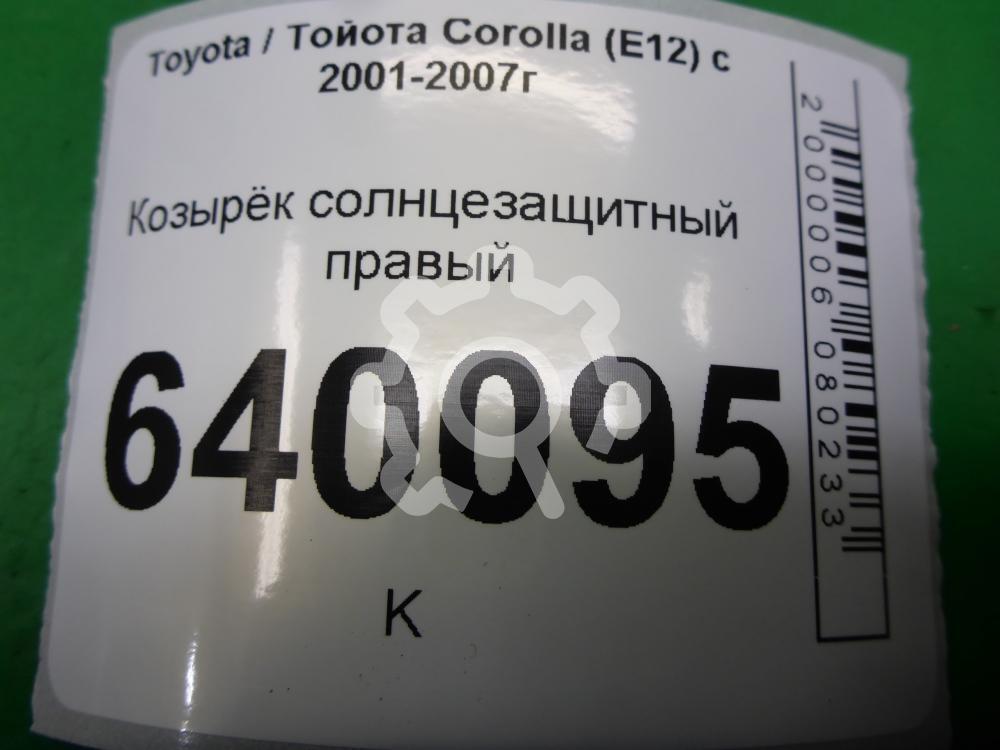 Toyota / Тойота Corolla (E12) с
2001-2007г
Козырёк солнцезащитный
правый
640095
К
2000006080233